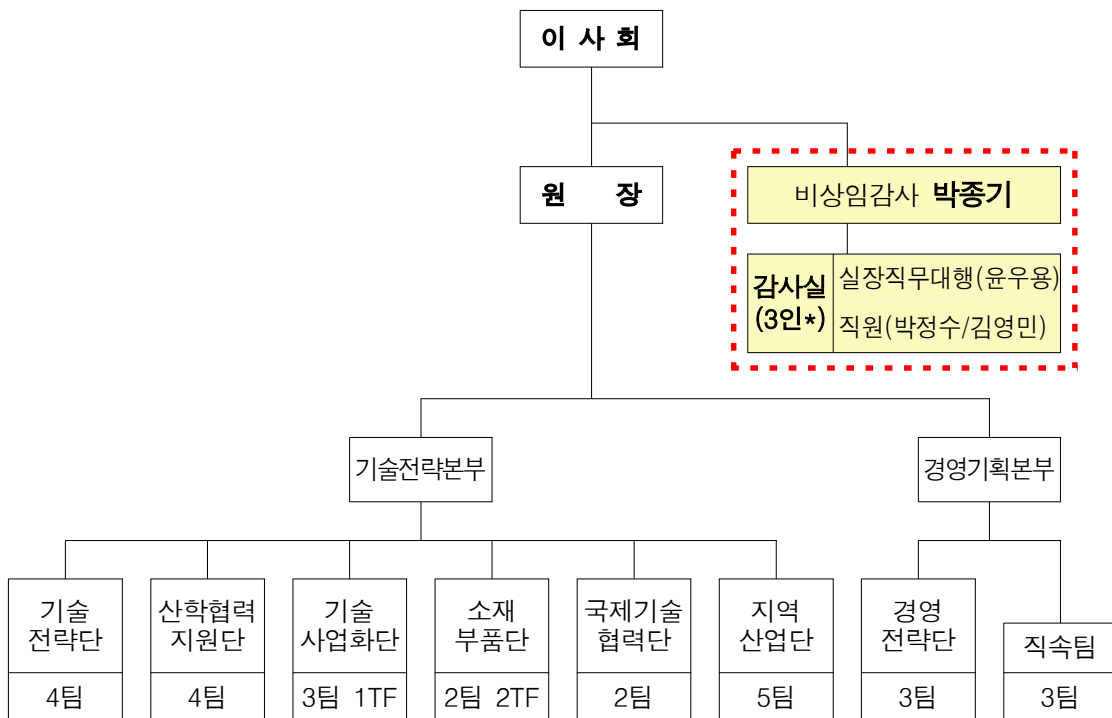 이 사 회
원 장
비상임감사 박종기
감사실
(3인*)
실장직무대행(윤우용)
직원(박정수/김영민)
기술전략본부
경영기획본부
기술
전략단
4팀
산학협력
지원단
4팀
기술
사업화단
3팀 1TF
소재
부품단
2팀 2TF
국제기술
협력단
2팀
지역
산업단
5팀
경영
전략단
3팀
직속팀
3팀